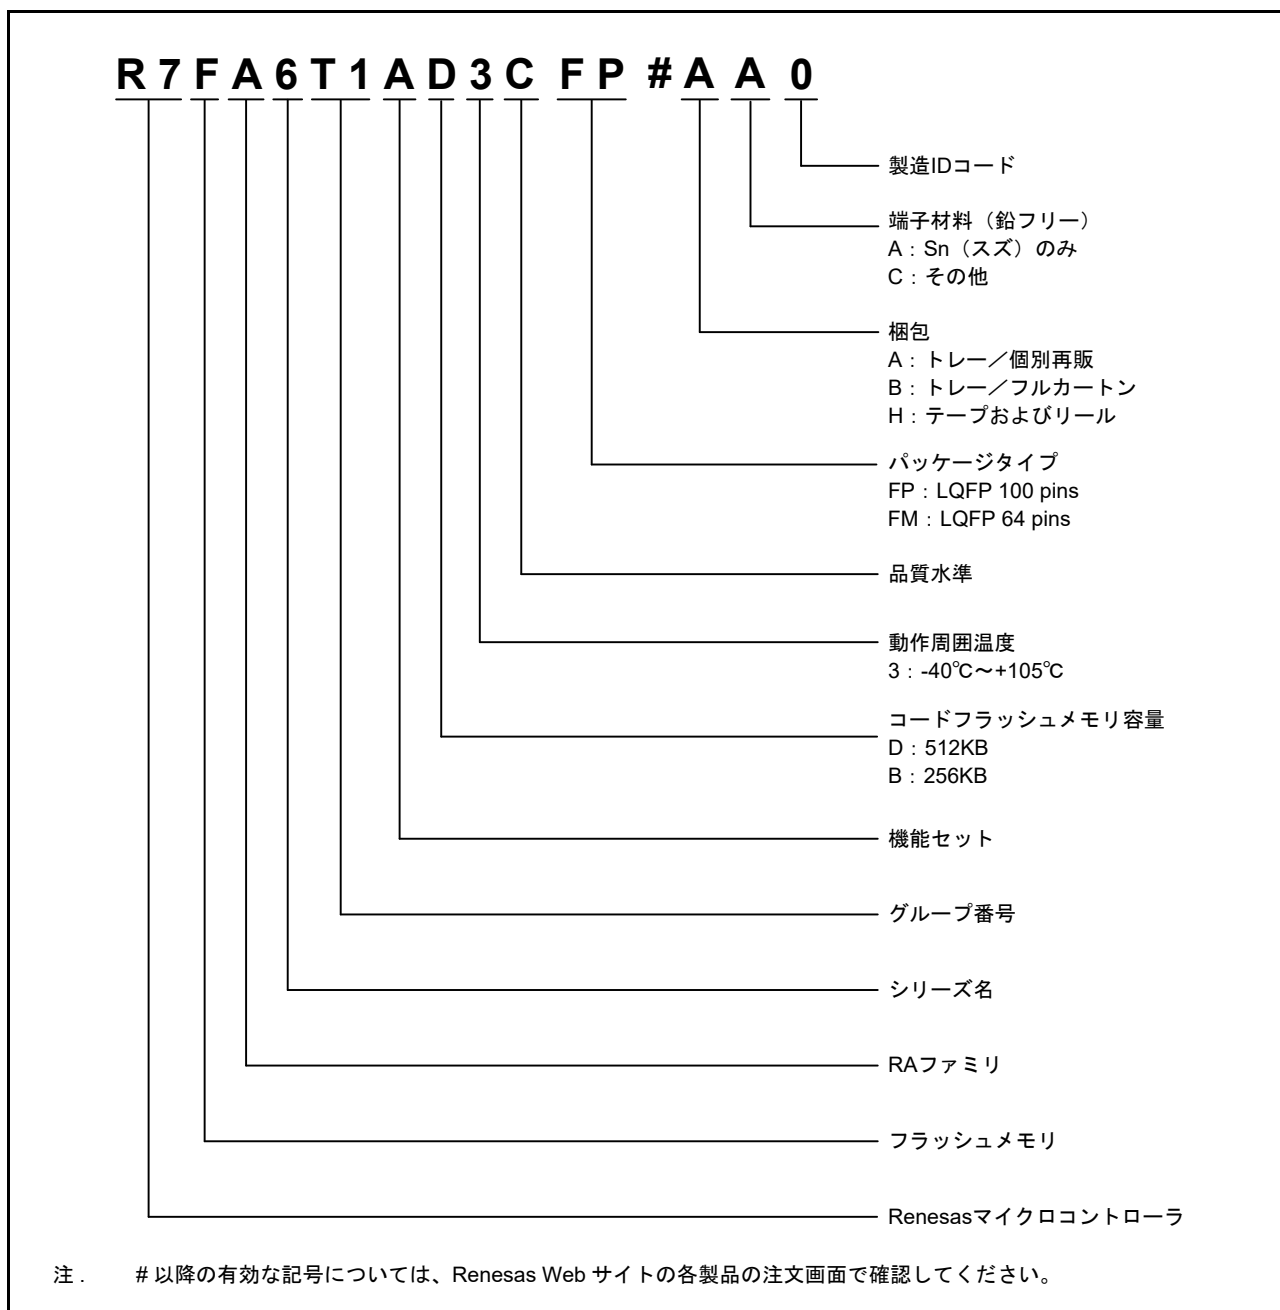 R7FA6T1AD3CFP #AA0
製造IDコード
端子材料（鉛フリー）
A：Sn（スズ）のみ
C：その他
梱包
A：トレー／個別再販
B：トレー／フルカートン
H：テープおよびリール
パッケージタイプ
FP：LQFP 100 pins
FM：LQFP 64 pins
品質水準
動作周囲温度
3：-40℃～+105℃
コードフラッシュメモリ容量
D：512KB
B：256KB
機能セット
グループ番号
シリーズ名
RAファミリ
フラッシュメモリ
Renesasマイクロコントローラ
注． # 以降の有効な記号については、Renesas Web サイトの各製品の注文画面で確認してください。